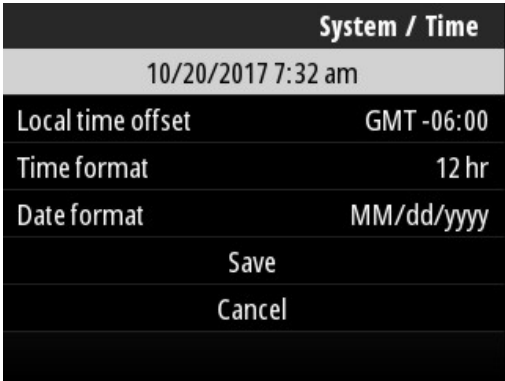 System / Time
10/20/2017 7:32 am
Local time offset GMT -06:00
Time format 12 hr
Date format MM/dd/yyyy
Save
Cancel